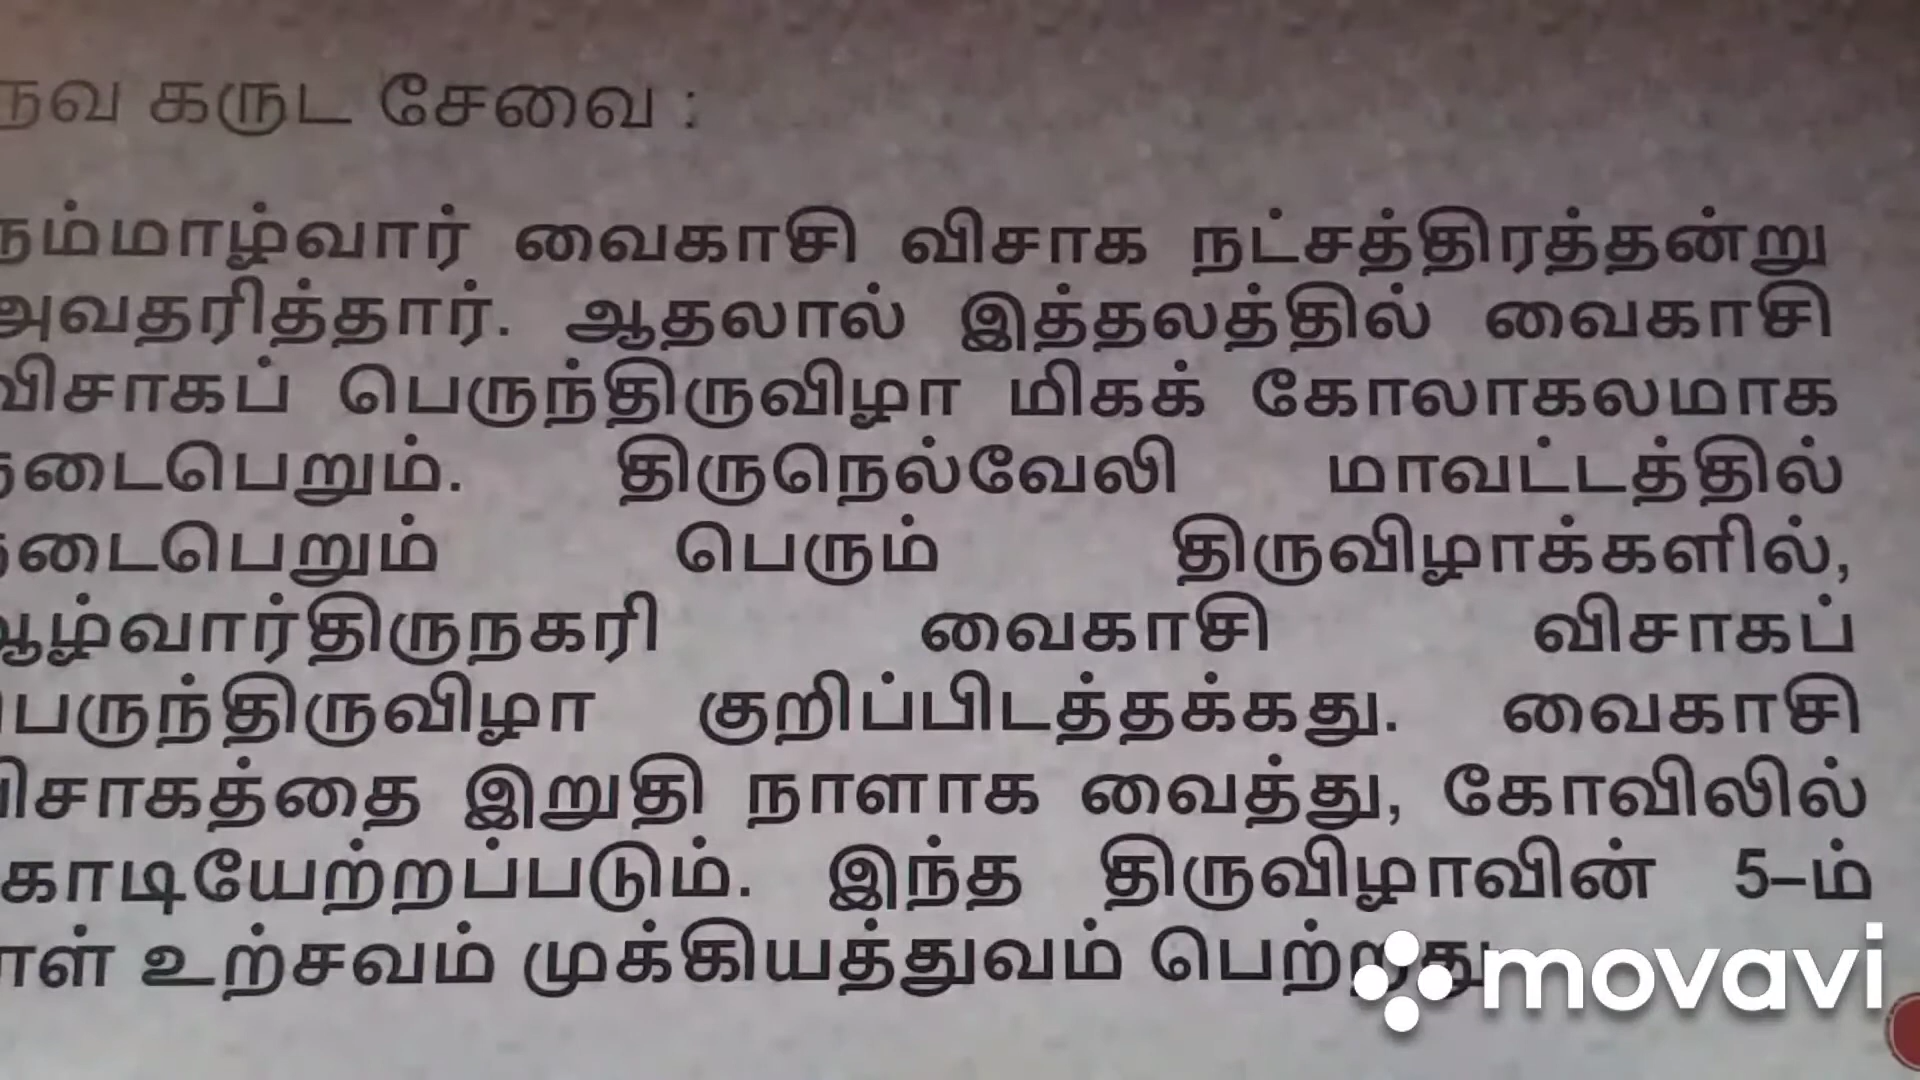 நவ கருட சேவை :
நம்மாழ்வார் வைகாசி விசாக நட்சத்திரத்தன்று
அவதரித்தார். ஆதலால் இத்தலத்தில் வைகாசி
விசாகப் பெருந்திருவிழா மிகக் கோலாகலமாக
நடைபெறும். திருநெல்வேலி மாவட்டத்தில்
நடைபெறும் பெரும் திருவிழாக்களில்,
ஆழ்வார்திருநகரி வைகாசி விசாகப்
பெருந்திருவிழா குறிப்பிடத்தக்கது. வைகாசி
விசாகத்தை இறுதி நாளாக வைத்து, கோவிலில்
கொடியேற்றப்படும். இந்த திருவிழாவின் 5-ம்
நாள் உற்சவம் முக்கியத்துவம் பெற்றது
movavi